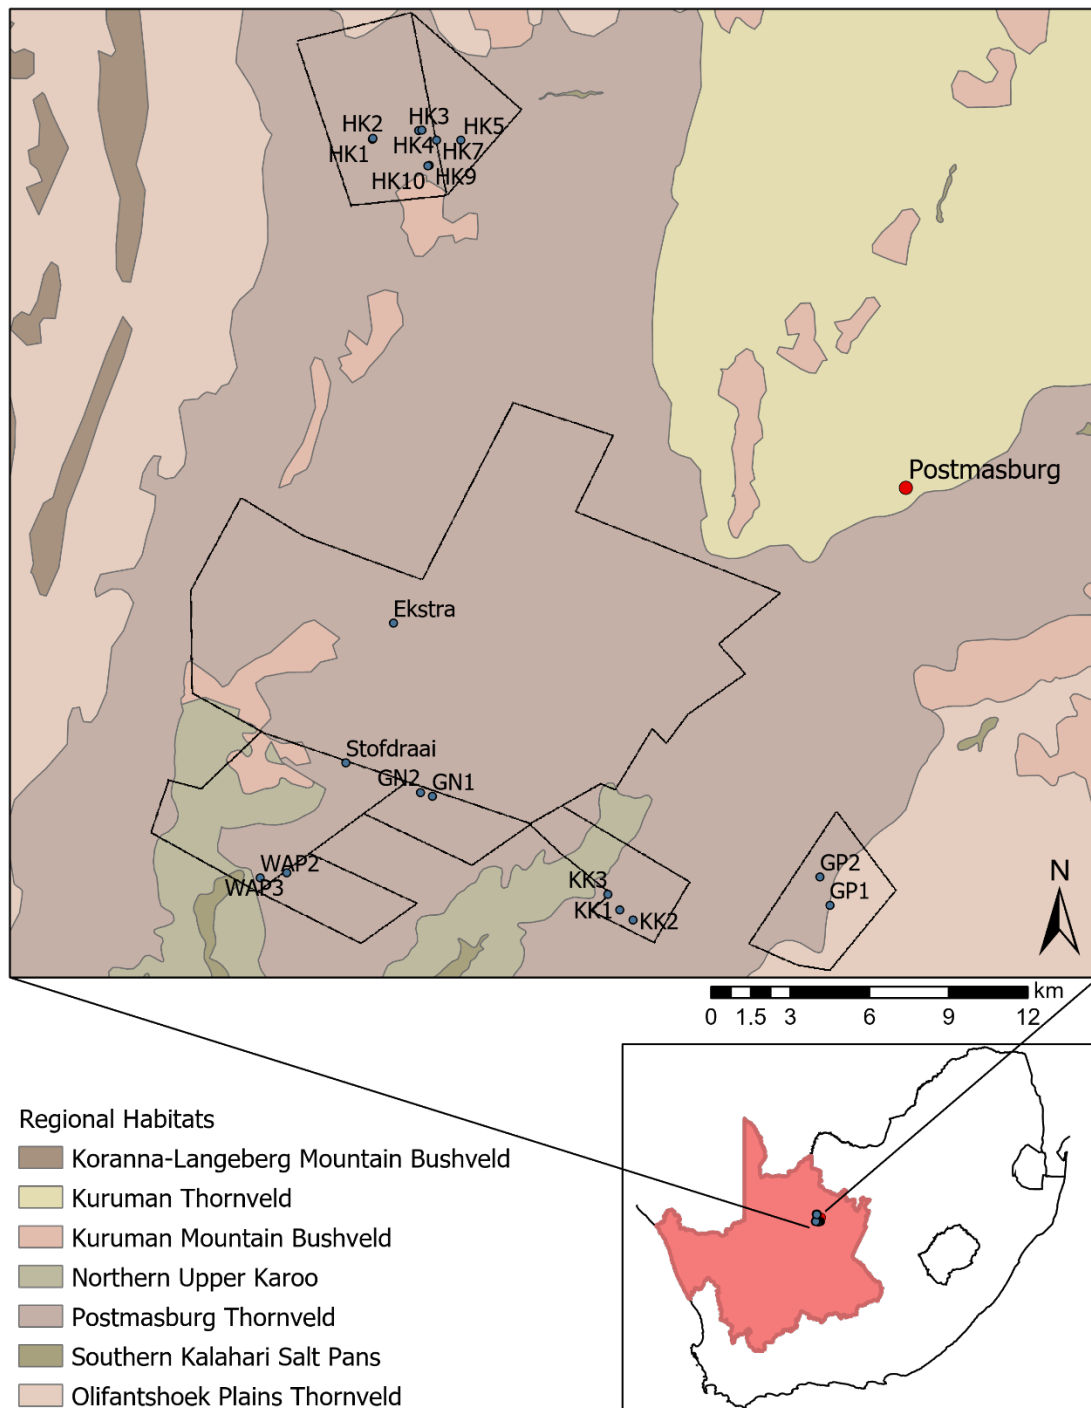 HK2
HK3
HK5
HK1
HK4
HK7
HK10
HK9
Postmasburg
Ekstra
Stofdraai
GN2
GN1
WAP2
WAP3
KK3
KK1
KK2
GP2
GP1
N
km
0 1.5 3 6 9 12
Regional Habitats
Koranna-Langeberg Mountain Bushveld
Kuruman Thornveld
Kuruman Mountain Bushveld
Northern Upper Karoo
Postmasburg Thornveld
Southern Kalahari Salt Pans
Olifantshoek Plains Thornveld